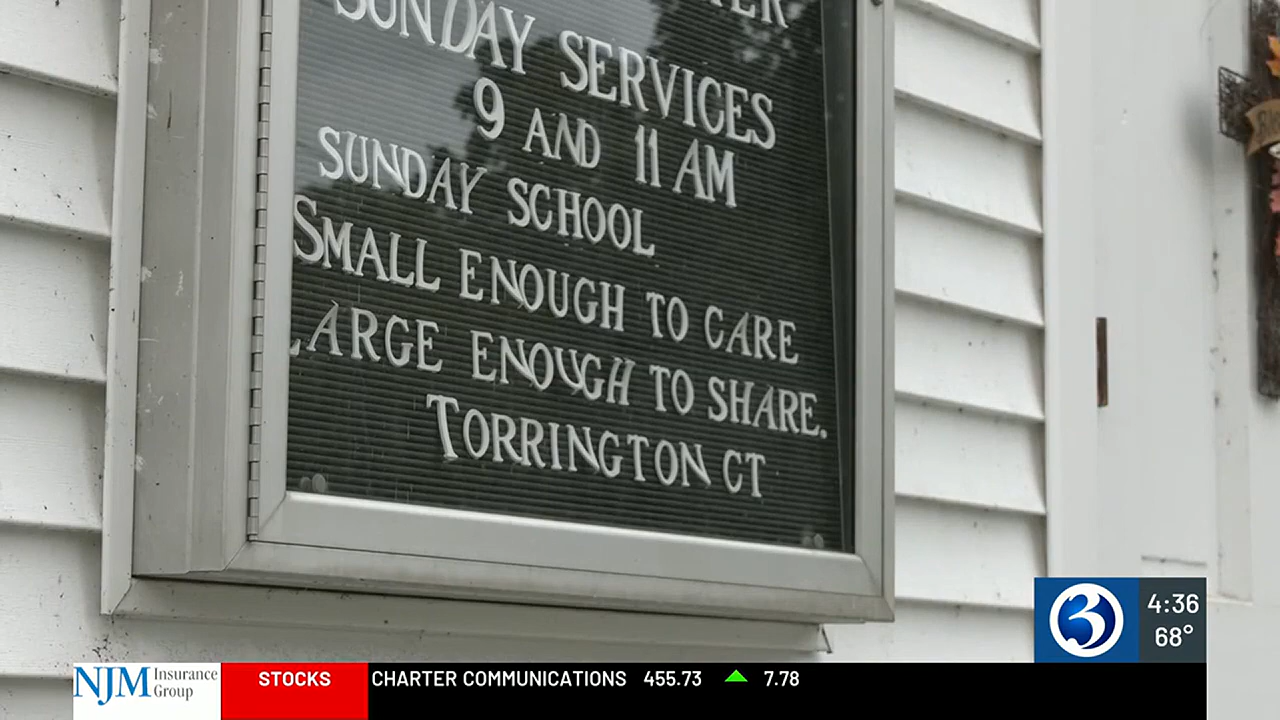 SUNDAY SERVICES
9 AND 11 AM
SUNDAY SCHOOL
SMALL ENOUGH TO CARE
LARGE ENOUGH TO SHARE.
TORRINGTON CT
3
4:36
68°
NJM Insurance Group
STOCKS
CHARTER COMMUNICATIONS 455.73 7.78